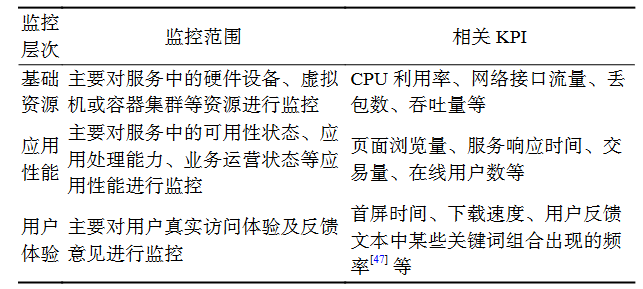 监控层次 监控范围 相关 KPI
基础 主要对服务中的硬件设备、虚拟 CPU 利用率、网络接口流量、丢
资源 机或容器集群等资源进行监控 包数、吞吐量等
主要对服务中的可用性状态、应
应用 用处理能力、业务运营状态等应 页面浏览量、服务响应时间、交
性能 用性能进行监控 易量、在线用户数等
首屏时间、下载速度、用户反馈
用户 主要对用户真实访问体验及反馈 文本中某些关键词组合出现的频
体验 意见进行监控 率[47] 等